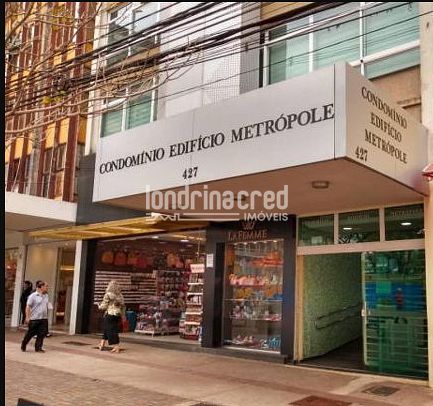 CONDOMÍNIO EDIFÍCIO METRÓPOLE
427
CONDOMÍNIO
EDIFÍCIO
METRÓPOLE
427
londrinacred
IMÓVEIS
LA FEMME